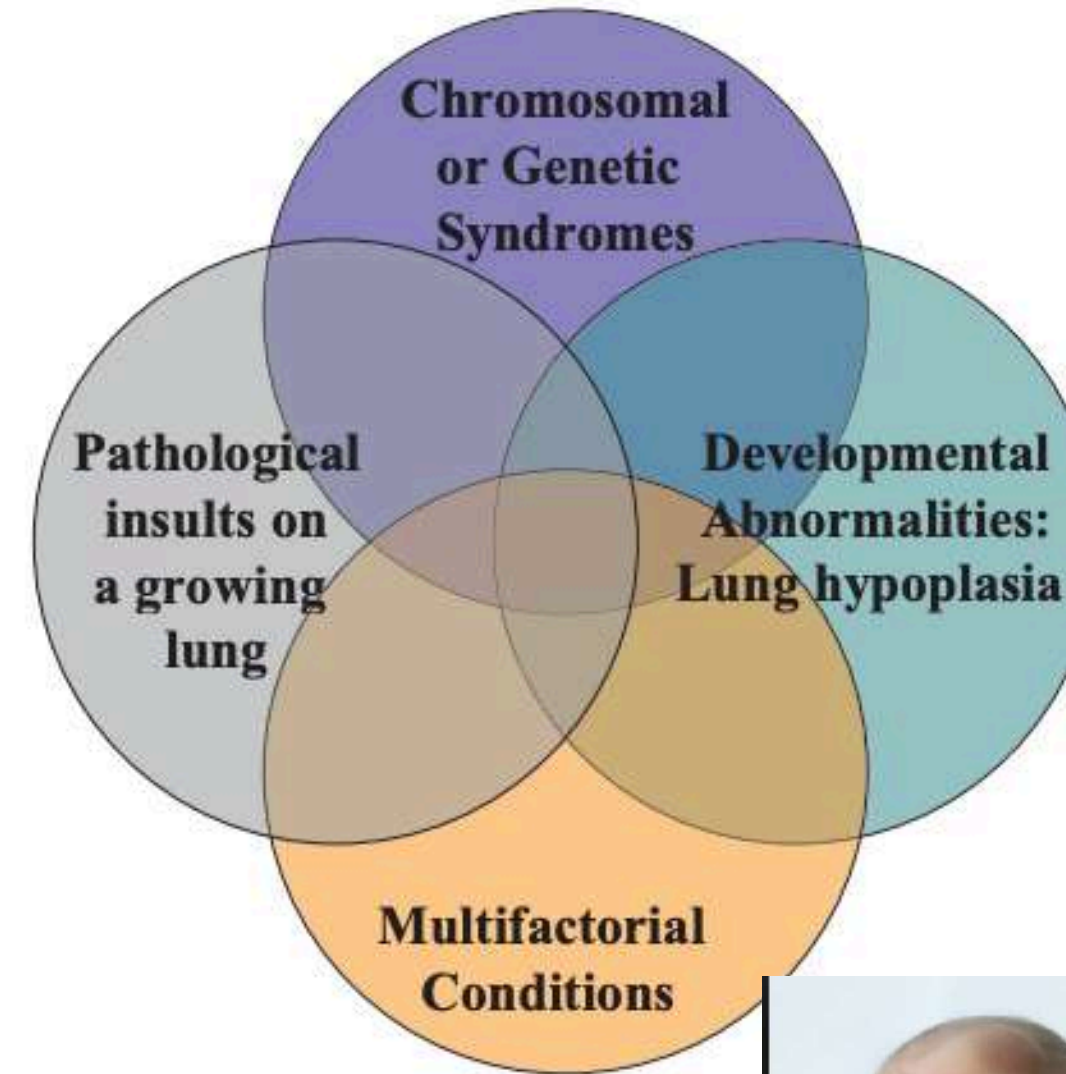 Chromosomal
or Genetic
Syndromes
Pathological
insults on
a growing
lung
Developmental
Abnormalities:
Lung hypoplasia
Multifactorial
Conditions